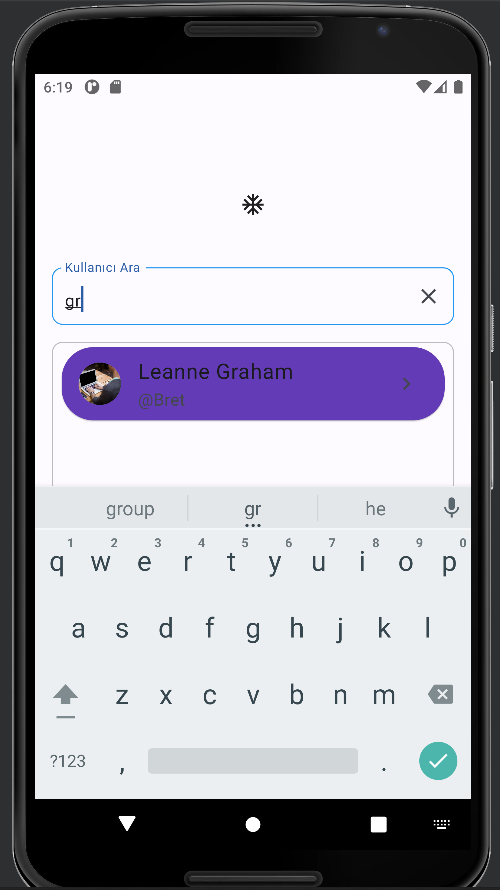 6:19
Kullanıcı Ara
gr
Leanne Graham
@Bret
group gr he
1 2 3 4 5 6 7 8 9 0
q w e r t y u i o p
a s d f g h j k l
z x c v b n m
?123 , .